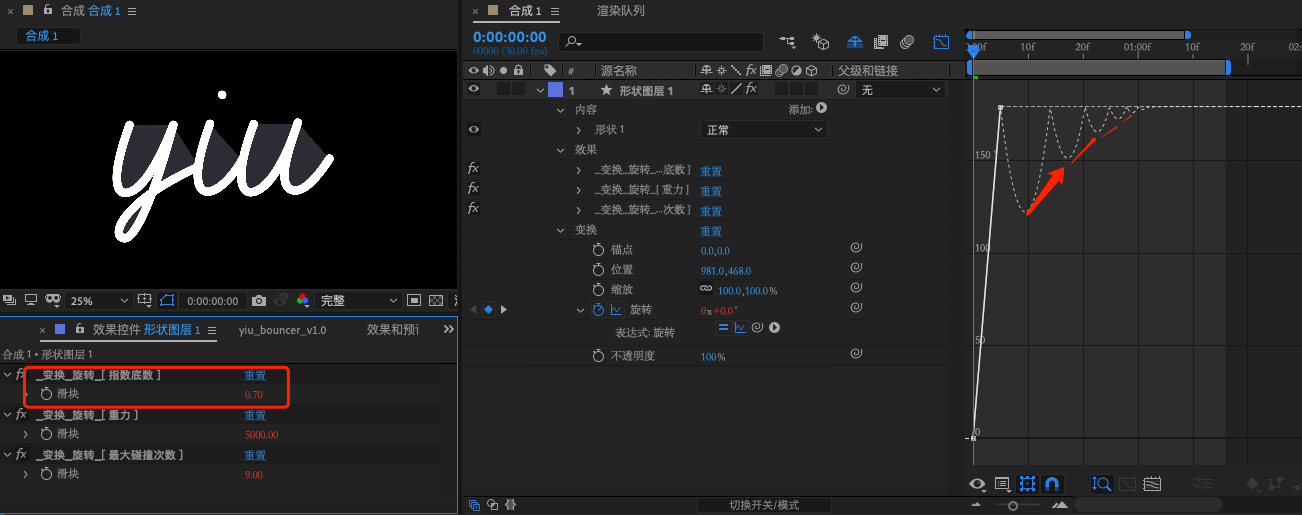 × 合成 合成 1
合成 1
yiu
25%
0:00:00:00
完整
× 效果控件 形状图层 1
yiu_bouncer_v1.0
合成 1 • 形状图层 1
fx _变换_旋转_[ 指数底数 ] 重置
滑块 0.70
fx _变换_旋转_[ 重力 ] 重置
滑块 5000.00
fx _变换_旋转_[ 最大碰撞次数 ] 重置
滑块 9.00
× 合成 1
渲染队列
0:00:00:00
00000 (30.00 fps)
# 源名称 fx 父级和链接
1 形状图层 1 fx 无
内容 添加:
形状 1 正常
效果
fx _变换_旋转_...底数 ] 重置
fx _变换_旋转_[ 重力 ] 重置
fx _变换_旋转_...次数 ] 重置
变换 重置
锚点 0.0,0.0
位置 981.0,468.0
缩放 100.0,100.0%
旋转 0x+0.0°
表达式: 旋转
不透明度 100%
切换开关/模式
10f 20f 01:00f 10f 20f
150
100
50
0